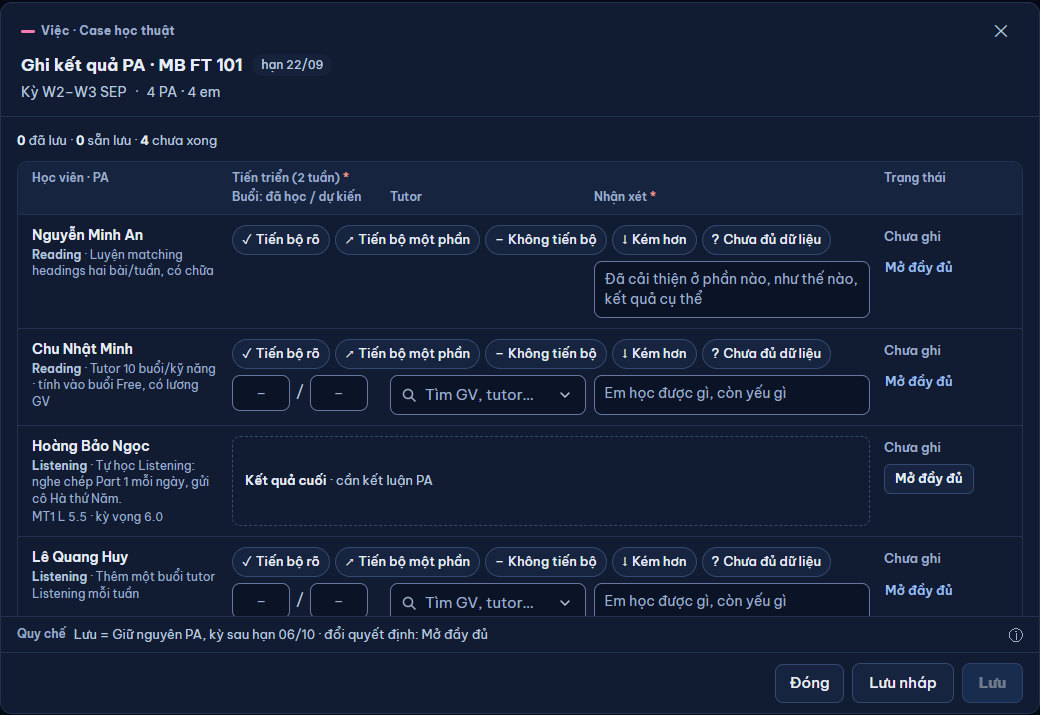 Việc · Case học thuật
Ghi kết quả PA · MB FT 101 hạn 22/09
Kỳ W2–W3 SEP · 4 PA · 4 em
0 đã lưu · 0 sẵn lưu · 4 chưa xong
Học viên · PA
Tiến triển (2 tuần) *
Buổi: đã học / dự kiến
Tutor
Nhận xét *
Trạng thái
Nguyễn Minh An
Reading · Luyện matching
headings hai bài/tuần, có chữa
✓ Tiến bộ rõ
↗ Tiến bộ một phần
– Không tiến bộ
↓ Kém hơn
? Chưa đủ dữ liệu
Đã cải thiện ở phần nào, như thế nào,
kết quả cụ thể
Chưa ghi
Mở đầy đủ
Chu Nhật Minh
Reading · Tutor 10 buổi/kỹ năng
· tính vào buổi Free, có lương
GV
✓ Tiến bộ rõ
↗ Tiến bộ một phần
– Không tiến bộ
↓ Kém hơn
? Chưa đủ dữ liệu
– / –
Tìm GV, tutor...
Em học được gì, còn yếu gì
Chưa ghi
Mở đầy đủ
Hoàng Bảo Ngọc
Listening · Tự học Listening:
nghe chép Part 1 mỗi ngày, gửi
cô Hà thứ Năm.
MT1 L 5.5 · kỳ vọng 6.0
Kết quả cuối · cần kết luận PA
Chưa ghi
Mở đầy đủ
Lê Quang Huy
Listening · Thêm một buổi tutor
Listening mỗi tuần
✓ Tiến bộ rõ
↗ Tiến bộ một phần
– Không tiến bộ
↓ Kém hơn
? Chưa đủ dữ liệu
– / –
Tìm GV, tutor...
Em học được gì, còn yếu gì
Chưa ghi
Mở đầy đủ
Quy chế Lưu = Giữ nguyên PA, kỳ sau hạn 06/10 · đổi quyết định: Mở đầy đủ
Đóng
Lưu nháp
Lưu